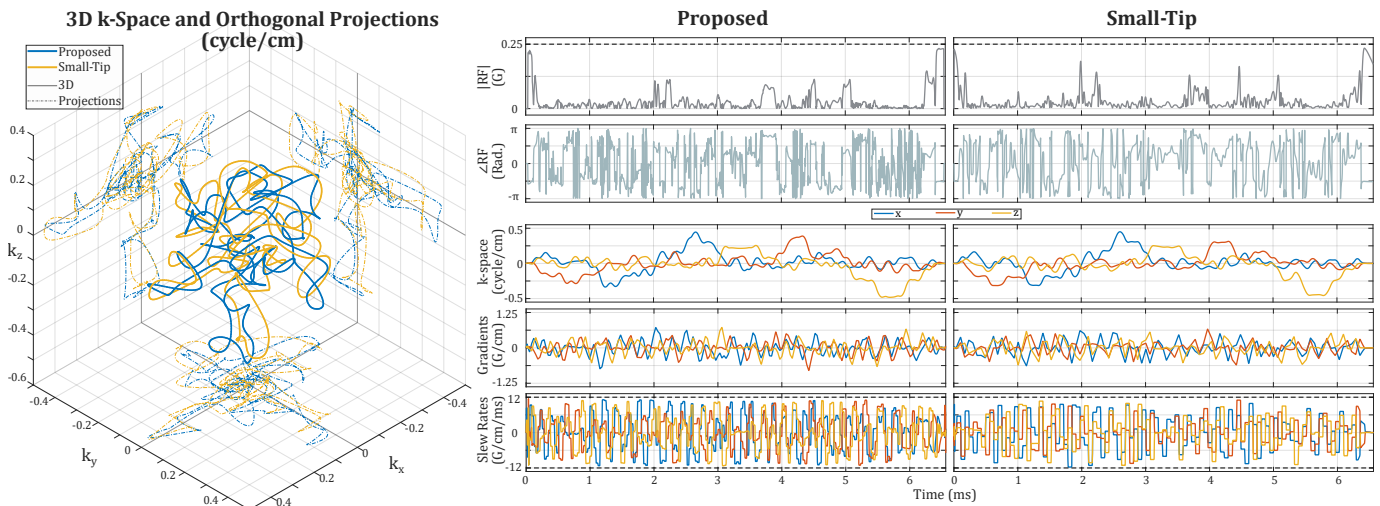 3D k-Space and Orthogonal Projections
(cycle/cm)
Proposed
Small-Tip
3D
Projections
0.4
0.2
0
-0.2
-0.4
-0.6
k_z
-0.4
-0.2
0
0.2
0.4
k_y
-0.4
-0.2
0
0.2
0.4
k_x
Proposed
Small-Tip
|RF|
(G)
0.25
0
∠RF
(Rad.)
π
0
-π
x y z
k-space
(cycle/cm)
0.5
0
-0.5
Gradients
(G/cm)
1.25
0
-1.25
Slew Rates
(G/cm/ms)
12
0
-12
0 1 2 3 4 5 6 0 1 2 3 4 5 6
Time (ms)